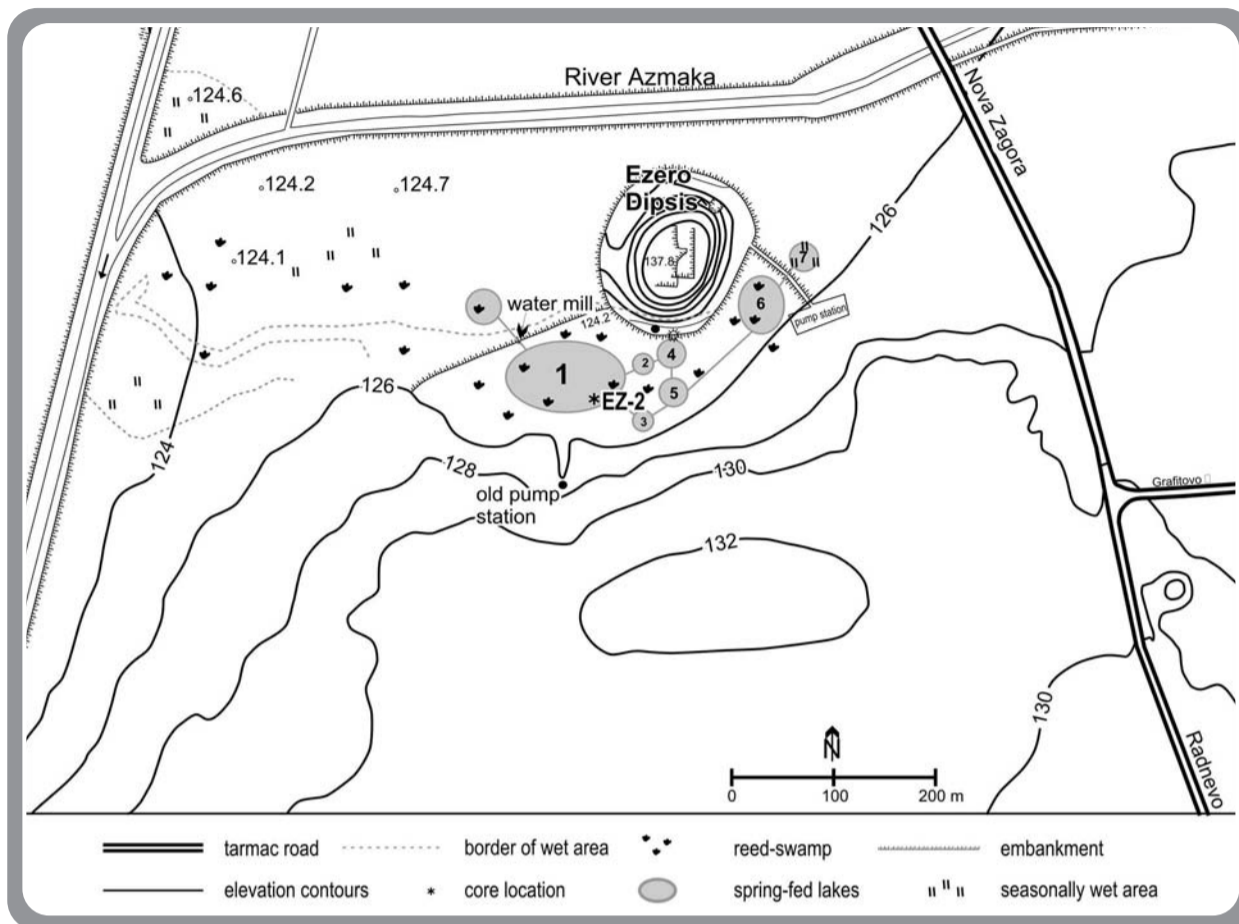 River Azmaka
Nova Zagora
124.6
124.2
124.7
Ezero
Dipsis
126
124.1
137.8
7
6
water mill
124.2
pump station
4
2
1
5
EZ-2
3
126
124
128
130
old pump
station
Grafitovo
132
130
Radnevo
N
0
100
200 m
tarmac road
border of wet area
reed-swamp
embankment
elevation contours
* core location
spring-fed lakes
seasonally wet area